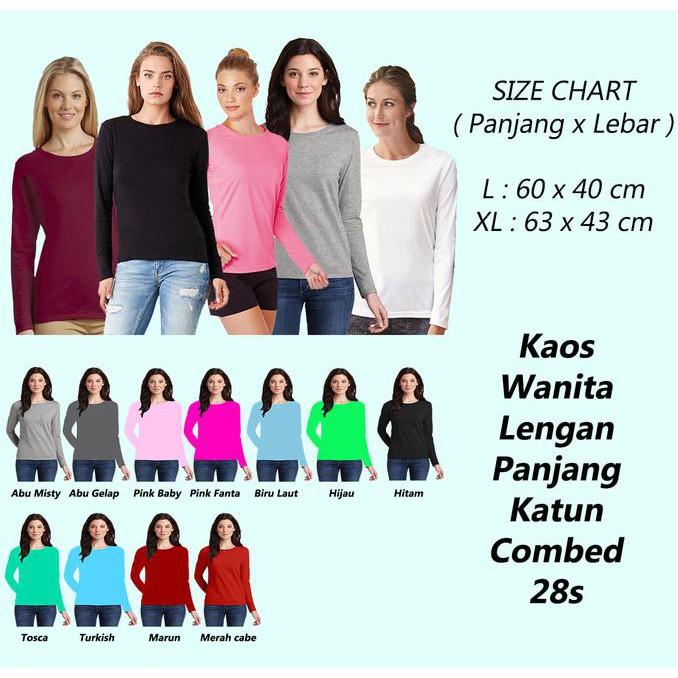 SIZE CHART
( Panjang x Lebar )
L : 60 x 40 cm
XL : 63 x 43 cm
Kaos
Wanita
Lengan
Panjang
Katun
Combed
28s
Abu Misty Abu Gelap Pink Baby Pink Fanta Biru Laut Hijau Hitam
Tosca Turkish Marun Merah cabe